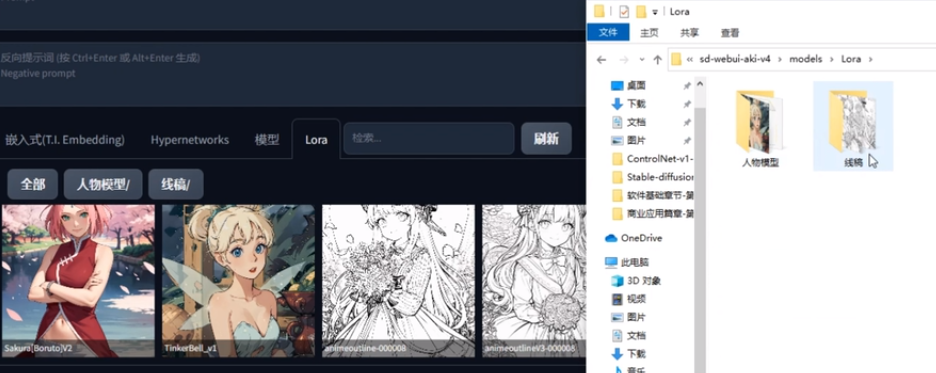 反向提示词 (按 Ctrl+Enter 或 Alt+Enter 生成)
Negative prompt
嵌入式(T.I. Embedding)
Hypernetworks
模型
Lora
检索...
刷新
全部
人物模型/
线稿/
Sakura[Boruto]V2
TinkerBell_v1
animeoutline-000008
animeoutlineV3-000008
Lora
文件
主页
共享
查看
« sd-webui-aki-v4 > models > Lora >
桌面
下载
文档
图片
ControlNet-v1-
Stable-diffusion
软件基础章节-第
商业应用篇章-第
OneDrive
此电脑
3D 对象
视频
图片
文档
下载
音乐
人物模型
线稿